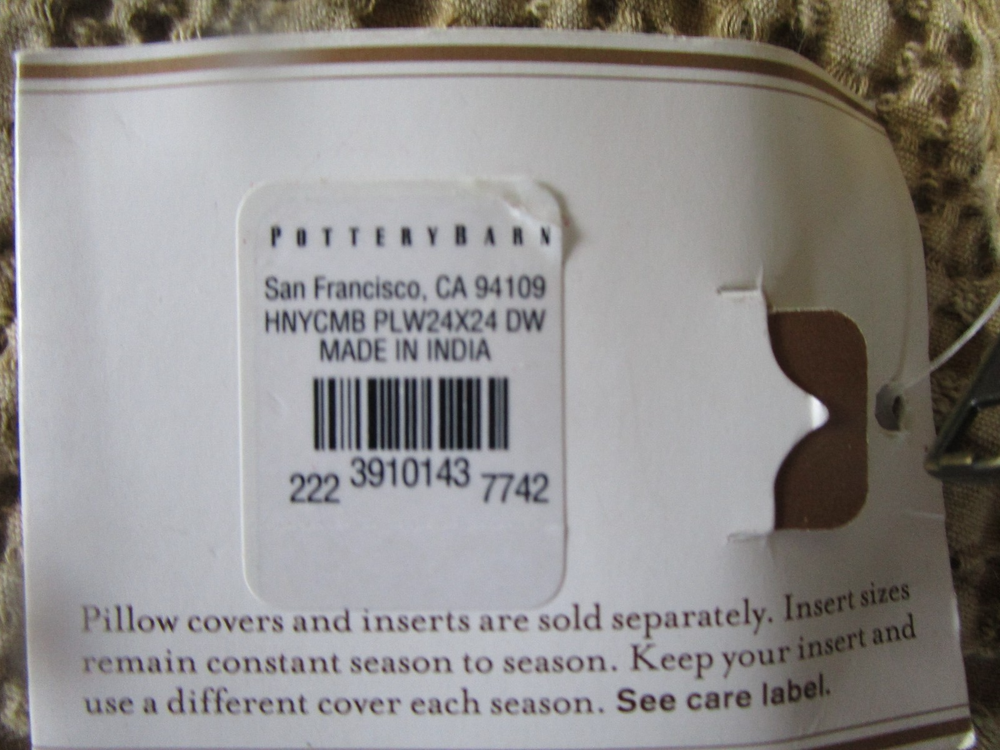 POTTERYBARN
San Francisco, CA 94109
HNYCMB PLW24X24 DW
MADE IN INDIA
222 3910143 7742
Pillow covers and inserts are sold separately. Insert sizes
remain constant season to season. Keep your insert and
use a different cover each season. See care label.